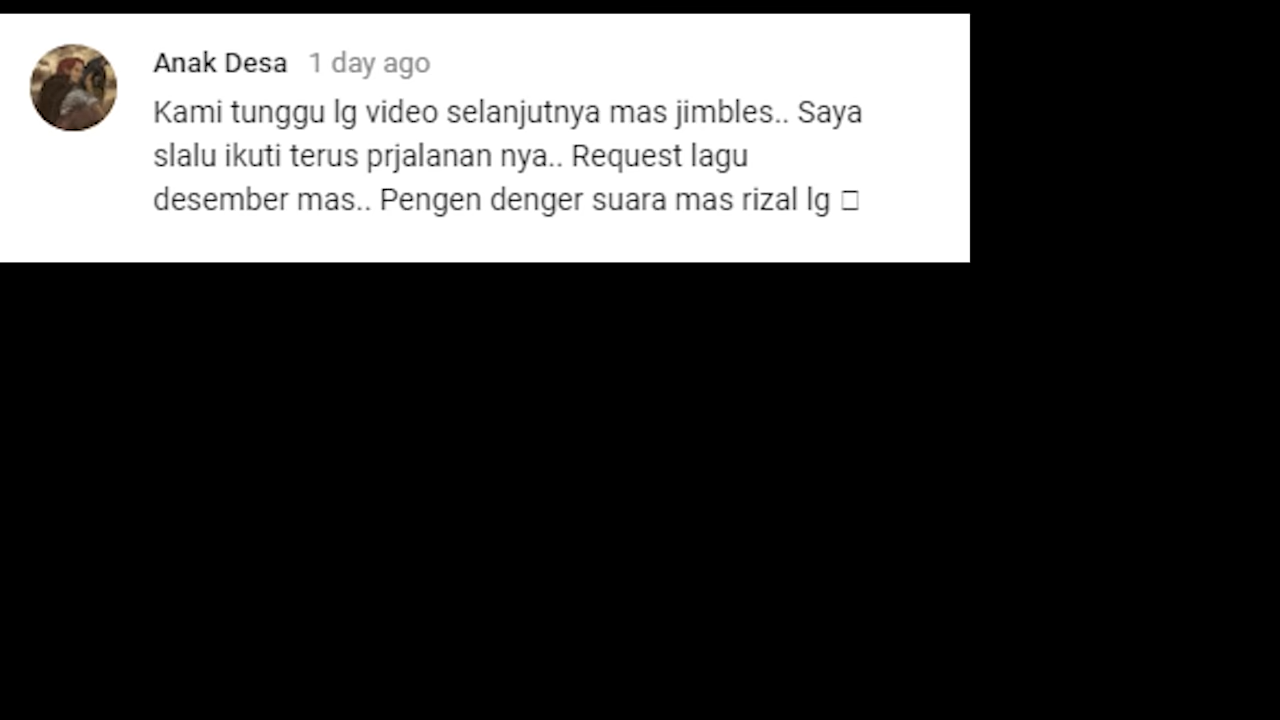 Anak Desa 1 day ago
Kami tunggu lg video selanjutnya mas jimbles.. Saya
slalu ikuti terus prjalanan nya.. Request lagu
desember mas.. Pengen denger suara mas rizal lg